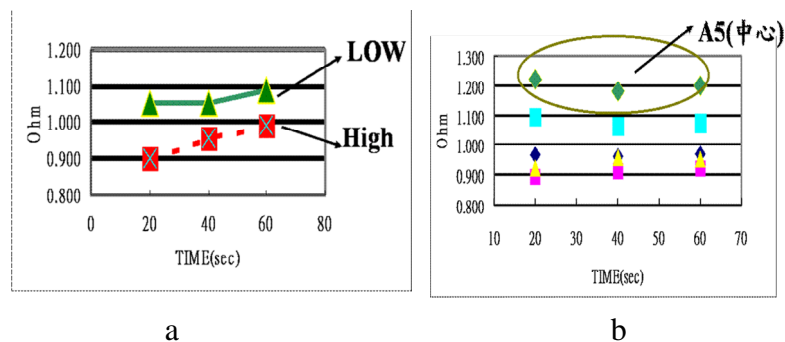 1.200
1.100
1.000
0.900
0.800
Ohm
0 20 40 60 80
TIME(sec)
LOW
High
a
1.300
1.200
1.100
1.000
0.900
0.800
Ohm
10 20 30 40 50 60 70
TIME(sec)
A5(中心)
b